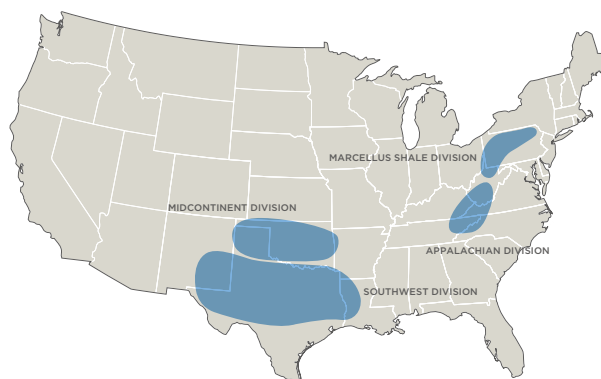 MARCELLUS SHALE DIVISION
MIDCONTINENT DIVISION
APPALACHIAN DIVISION
SOUTHWEST DIVISION